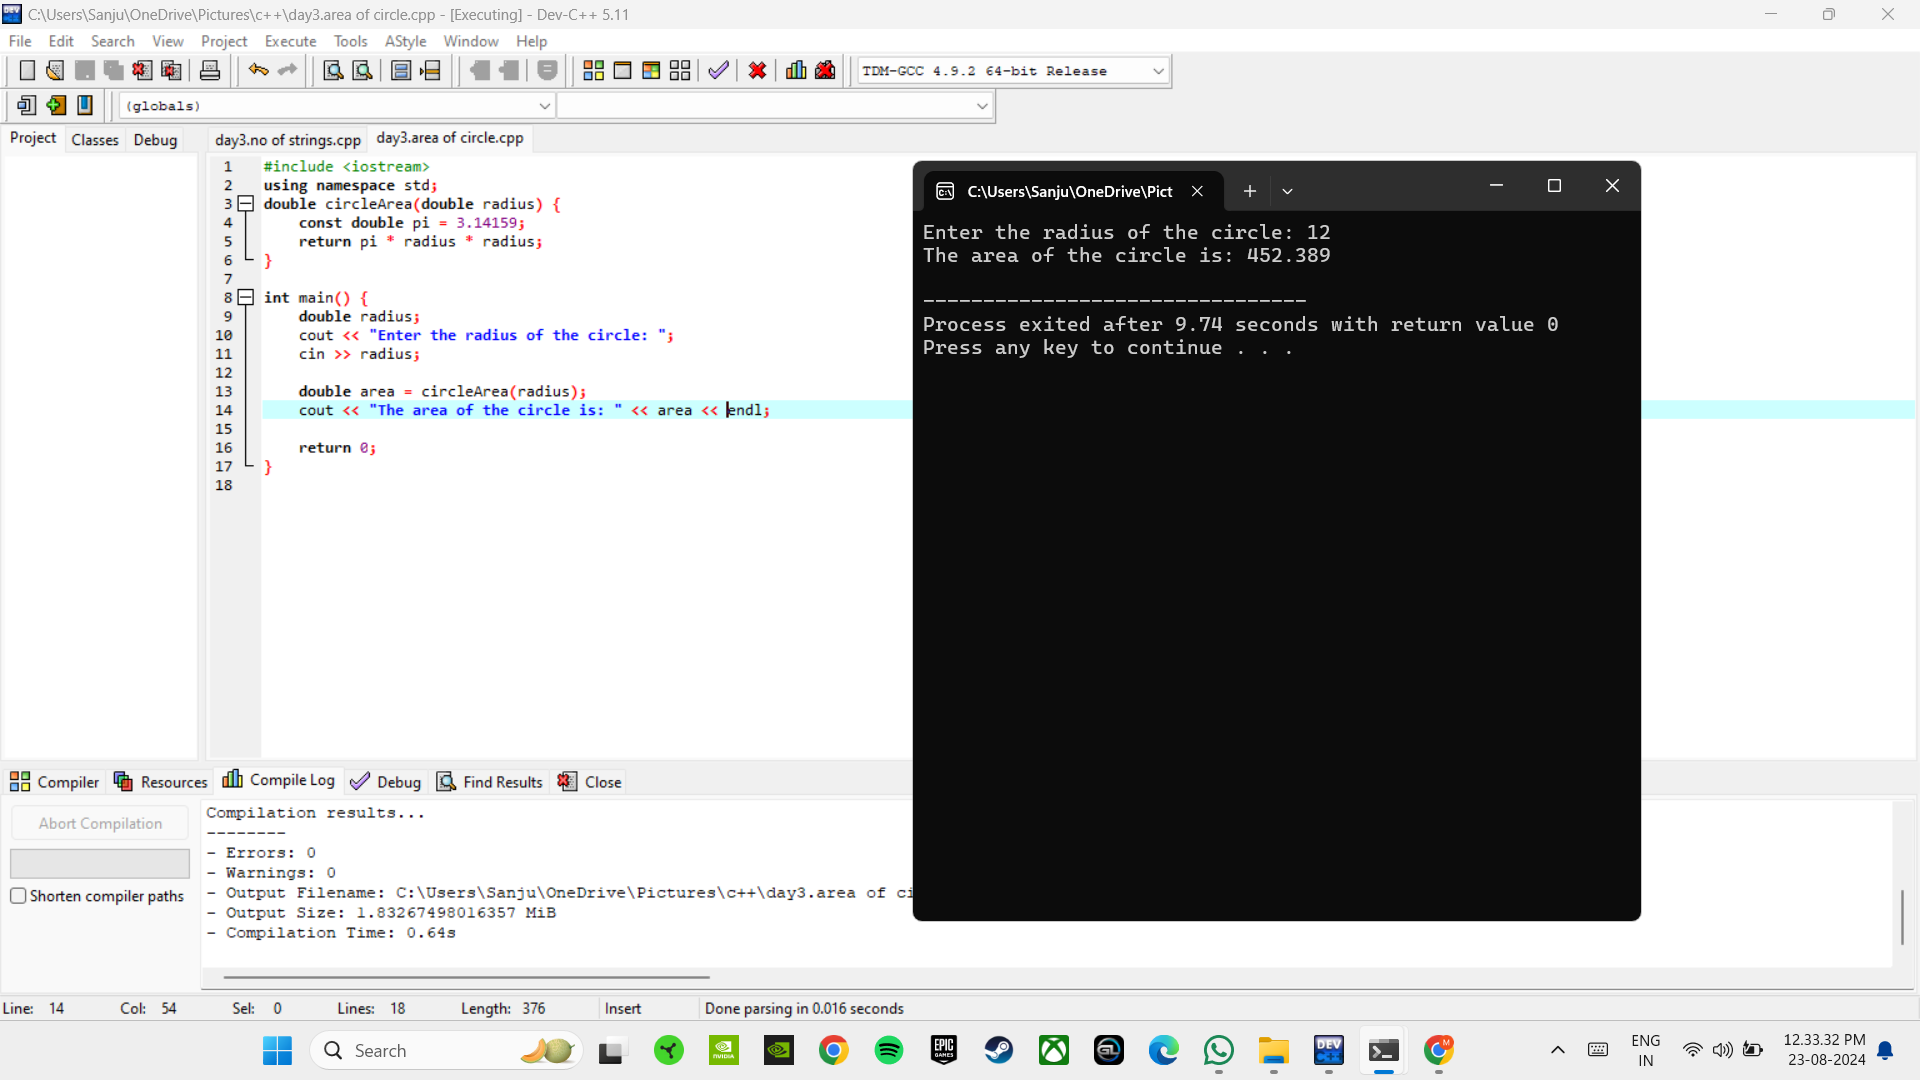 C:\Users\Sanju\OneDrive\Pictures\c++\day3.area of circle.cpp - [Executing] - Dev-C++ 5.11
File Edit Search View Project Execute Tools AStyle Window Help
TDM-GCC 4.9.2 64-bit Release
(globals)
Project Classes Debug
day3.no of strings.cpp day3.area of circle.cpp
1 #include <iostream>
2 using namespace std;
3 double circleArea(double radius) {
4 const double pi = 3.14159;
5 return pi * radius * radius;
6 }
7
8 int main() {
9 double radius;
10 cout << "Enter the radius of the circle: ";
11 cin >> radius;
12
13 double area = circleArea(radius);
14 cout << "The area of the circle is: " << area << endl;
15
16 return 0;
17 }
18
C:\Users\Sanju\OneDrive\Pict
Enter the radius of the circle: 12
The area of the circle is: 452.389
--------------------------------
Process exited after 9.74 seconds with return value 0
Press any key to continue . . .
Compiler Resources Compile Log Debug Find Results Close
Abort Compilation
Shorten compiler paths
Compilation results...
--------
- Errors: 0
- Warnings: 0
- Output Filename: C:\Users\Sanju\OneDrive\Pictures\c++\day3.area of ci
- Output Size: 1.83267498016357 MiB
- Compilation Time: 0.64s
Line: 14 Col: 54 Sel: 0 Lines: 18 Length: 376 Insert Done parsing in 0.016 seconds
Search
NVIDIA
EPIC GAMES
GL
DEV C++
M
ENG
IN
12.33.32 PM
23-08-2024